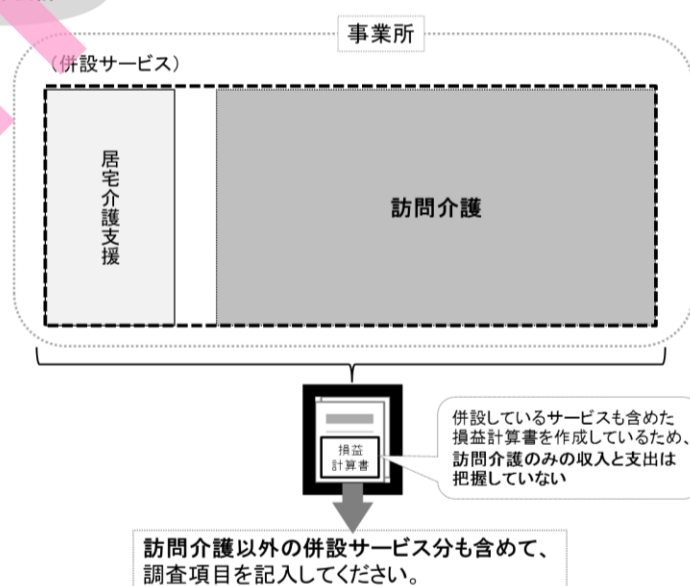 事業所
（併設サービス）
居宅介護支援
訪問介護
損益
計算書
併設しているサービスも含めた
損益計算書を作成しているため、
訪問介護のみの収入と支出は
把握していない
訪問介護以外の併設サービス分も含めて、
調査項目を記入してください。